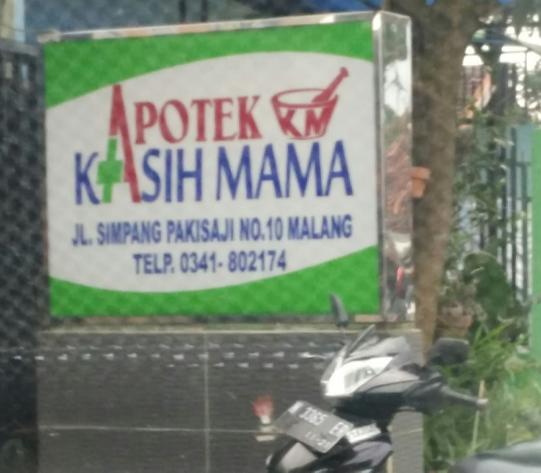 APOTEK KM
KASIH MAMA
JL. SIMPANG PAKISAJI NO.10 MALANG
TELP. 0341- 802174